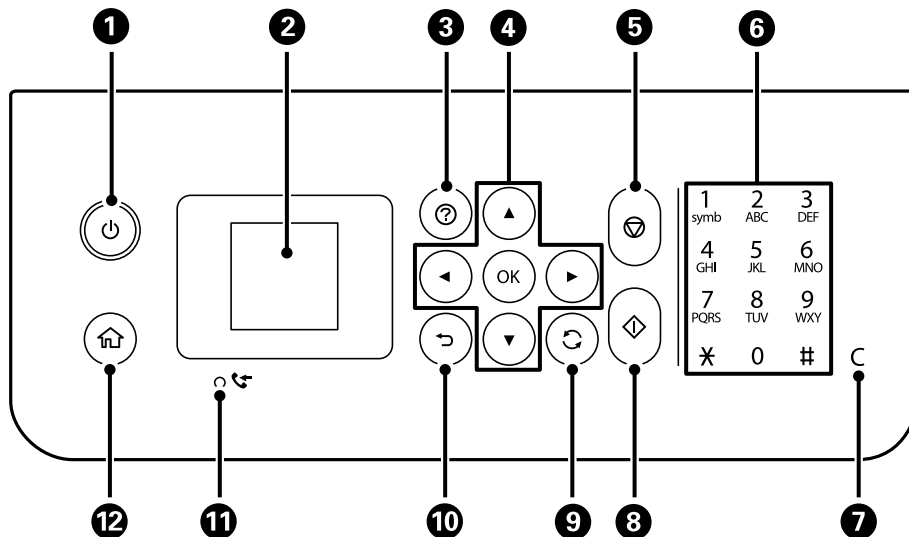 1 2 3 4 5 6
?
OK
1 2 3
symb ABC DEF
4 5 6
GHI JKL MNO
7 8 9
PQRS TUV WXY
* 0 #
C
12 11 10 9 8 7